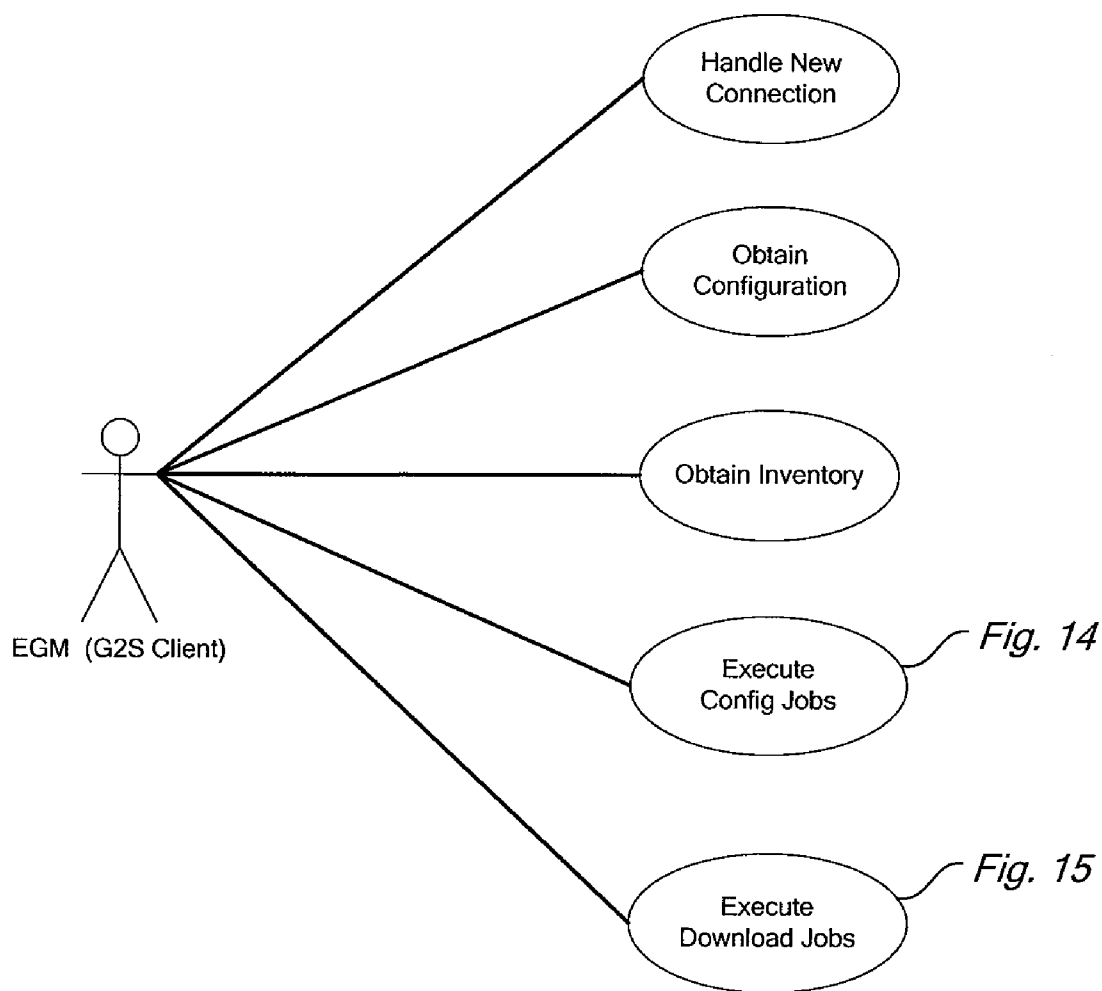 Handle New
Connection
Obtain
Configuration
Obtain Inventory
EGM (G2S Client)
Execute
Config Jobs
Fig. 14
Execute
Download Jobs
Fig. 15